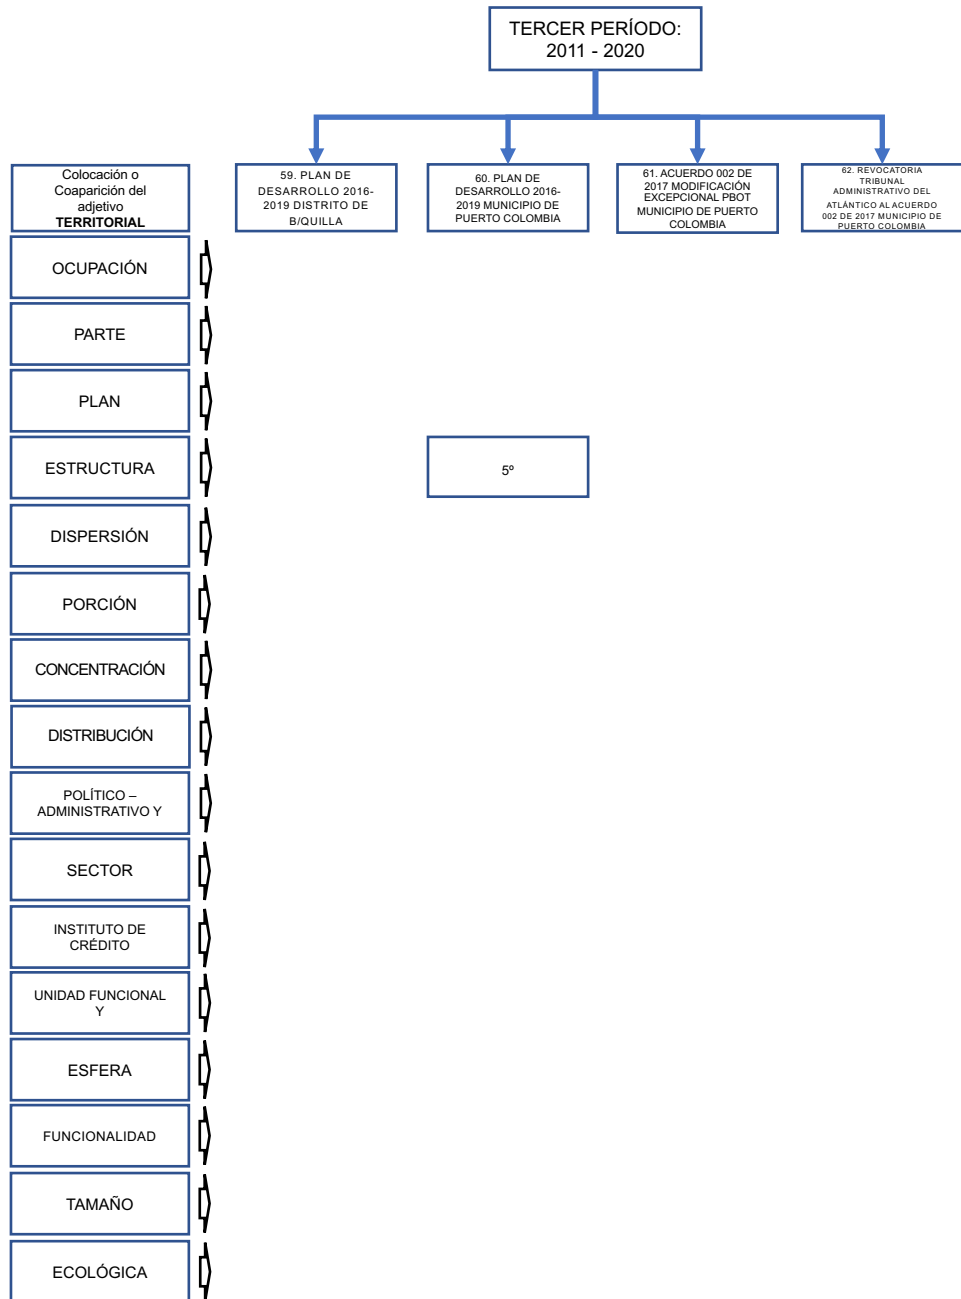 TERCER PERÍODO:
2011 - 2020
Colocación o
Coaparición del
adjetivo
TERRITORIAL
59. PLAN DE
DESARROLLO 2016-
2019 DISTRITO DE
B/QUILLA
60. PLAN DE
DESARROLLO 2016-
2019 MUNICIPIO DE
PUERTO COLOMBIA
61. ACUERDO 002 DE
2017 MODIFICACIÓN
EXCEPCIONAL PBOT
MUNICIPIO DE PUERTO
COLOMBIA
62. REVOCATORIA
TRIBUNAL
ADMINISTRATIVO DEL
ATLÁNTICO AL ACUERDO
002 DE 2017 MUNICIPIO DE
PUERTO COLOMBIA
OCUPACIÓN
PARTE
PLAN
ESTRUCTURA
5º
DISPERSIÓN
PORCIÓN
CONCENTRACIÓN
DISTRIBUCIÓN
POLÍTICO –
ADMINISTRATIVO Y
SECTOR
INSTITUTO DE
CRÉDITO
UNIDAD FUNCIONAL
Y
ESFERA
FUNCIONALIDAD
TAMAÑO
ECOLÓGICA